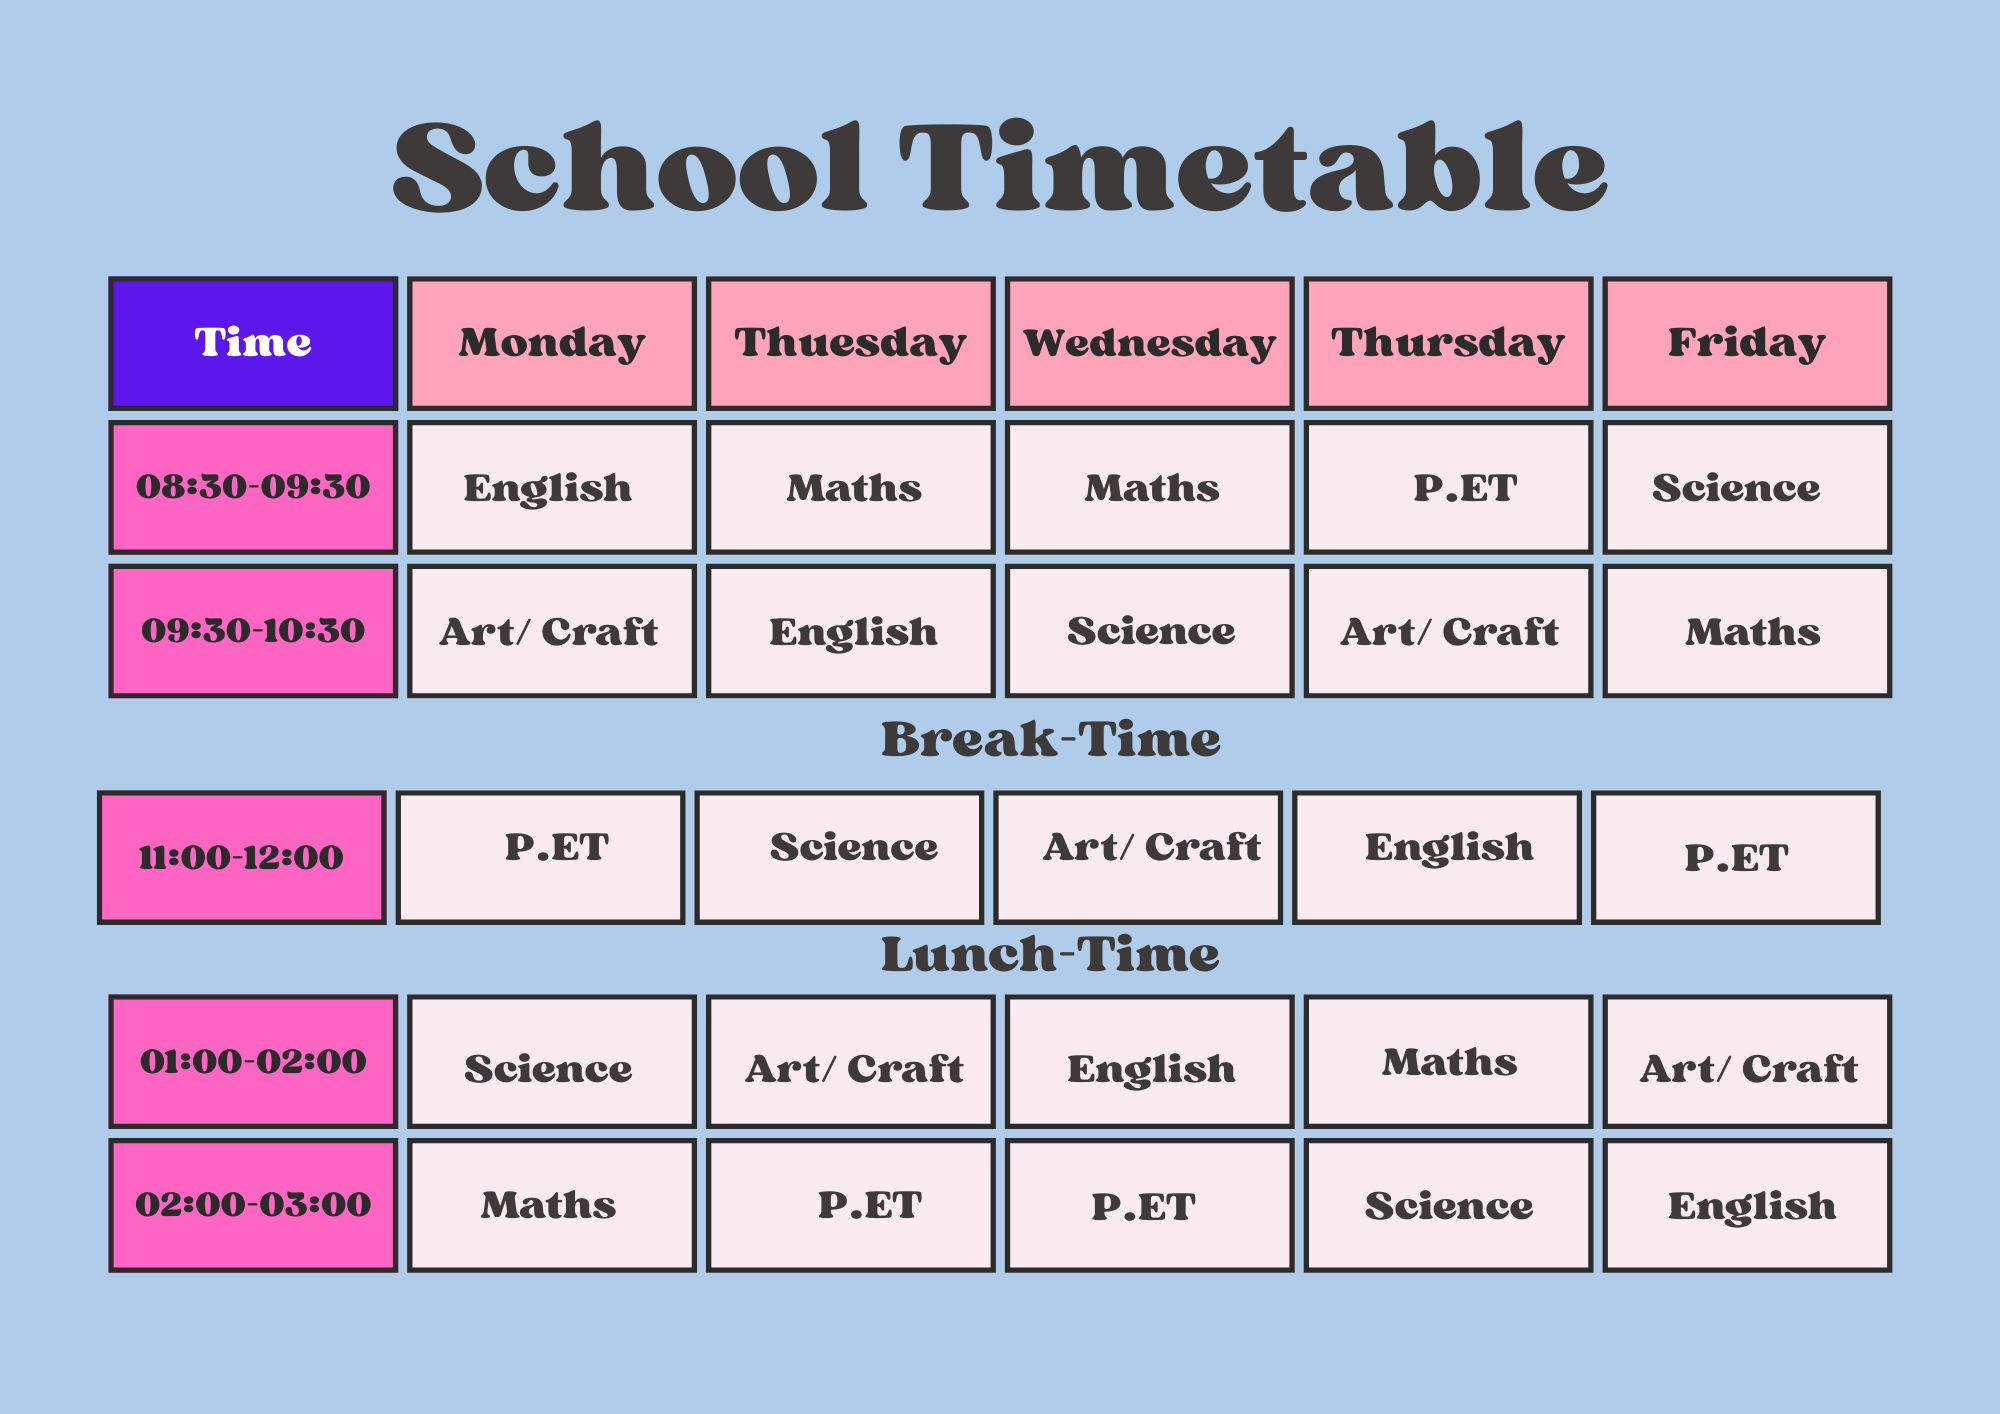 School Timetable
Time Monday Thuesday Wednesday Thursday Friday
08:30-09:30 English Maths Maths P.ET Science
09:30-10:30 Art/ Craft English Science Art/ Craft Maths
Break-Time
11:00-12:00 P.ET Science Art/ Craft English P.ET
Lunch-Time
01:00-02:00 Science Art/ Craft English Maths Art/ Craft
02:00-03:00 Maths P.ET P.ET Science English